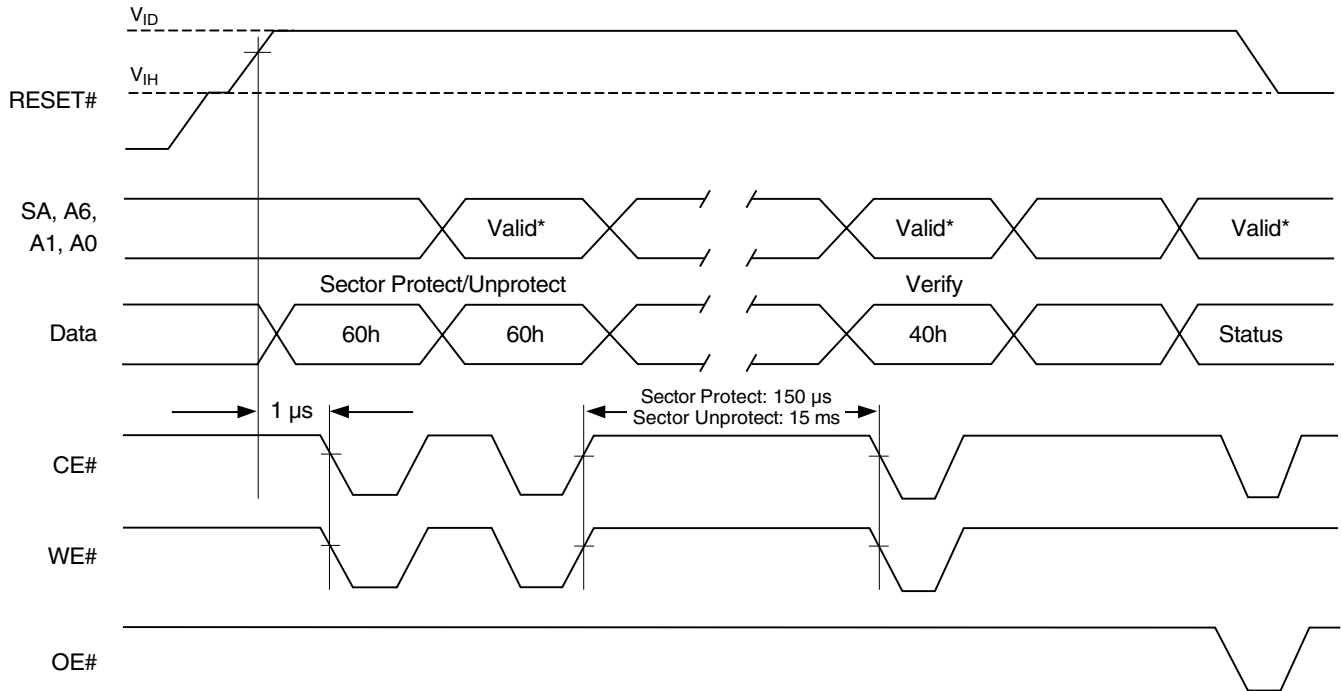 VID
VIH
RESET#
SA, A6,
A1, A0
Valid*
Valid*
Valid*
Sector Protect/Unprotect
Verify
Data
60h
60h
40h
Status
1 µs
Sector Protect: 150 µs
Sector Unprotect: 15 ms
CE#
WE#
OE#